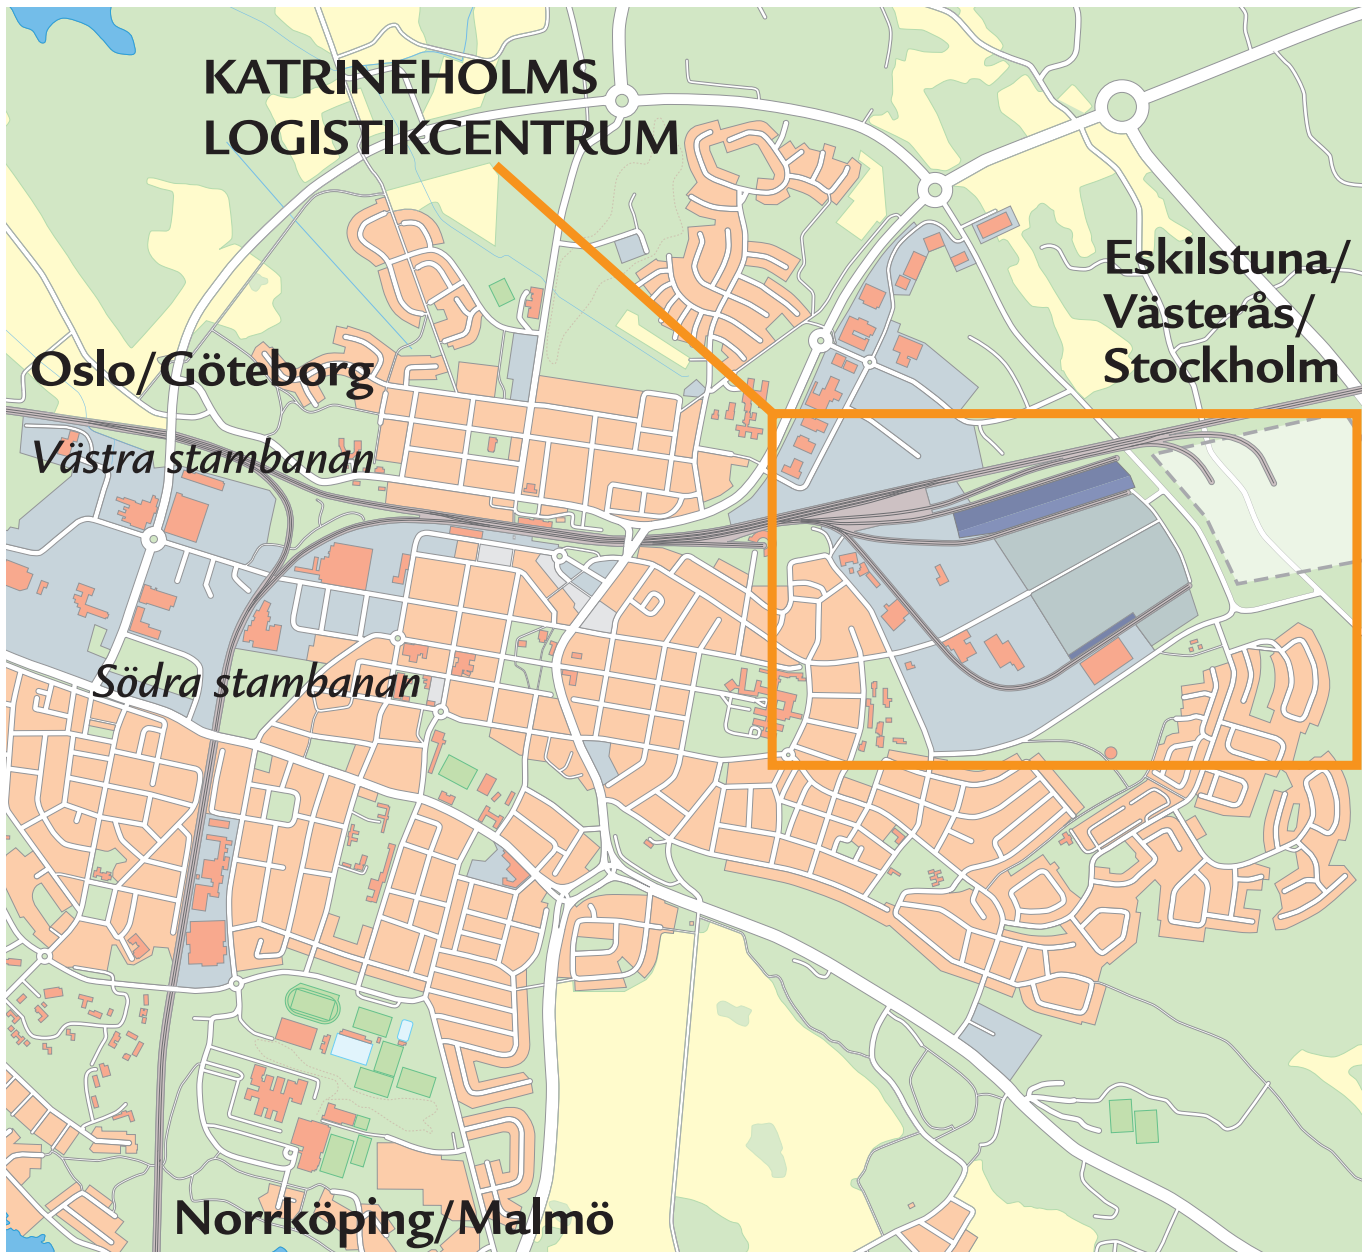 KATRINEHOLMS
LOGISTIKCENTRUM
Eskilstuna/
Västerås/
Stockholm
Oslo/Göteborg
Västra stambanan
Södra stambanan
Norrköping/Malmö